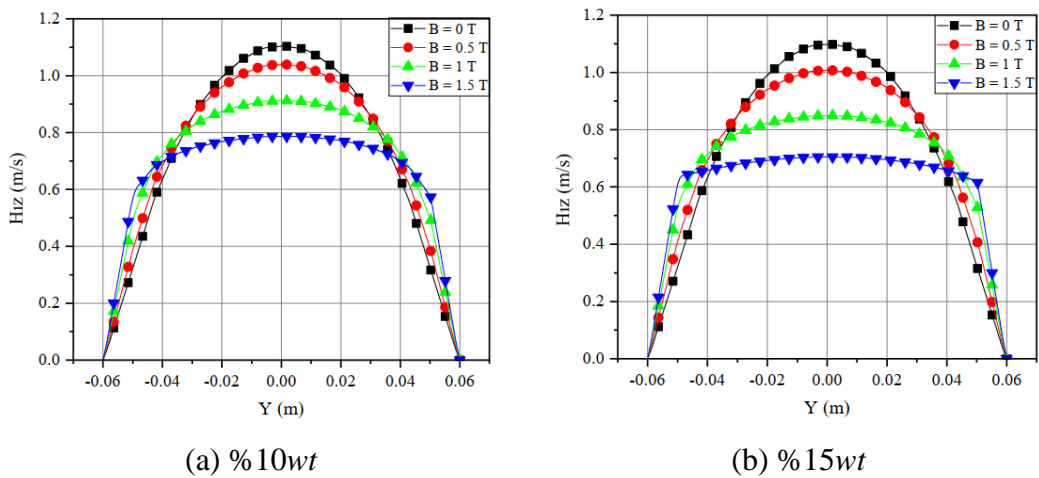 1.2
1.0
0.8
0.6
0.4
0.2
0.0
Hız (m/s)
B = 0 T
B = 0.5 T
B = 1 T
B = 1.5 T
-0.06 -0.04 -0.02 0.00 0.02 0.04 0.06
Y (m)
(a) %10wt
1.2
1.0
0.8
0.6
0.4
0.2
0.0
Hız (m/s)
B = 0 T
B = 0.5 T
B = 1 T
B = 1.5 T
-0.06 -0.04 -0.02 0.00 0.02 0.04 0.06
Y (m)
(b) %15wt